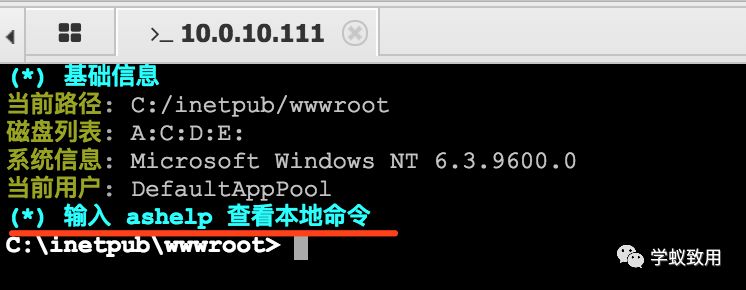 >_ 10.0.10.111
(*) 基础信息
当前路径: C:/inetpub/wwwroot
磁盘列表: A:C:D:E:
系统信息: Microsoft Windows NT 6.3.9600.0
当前用户: DefaultAppPool
(*) 输入 ashelp 查看本地命令
C:\inetpub\wwwroot>
学蚁致用